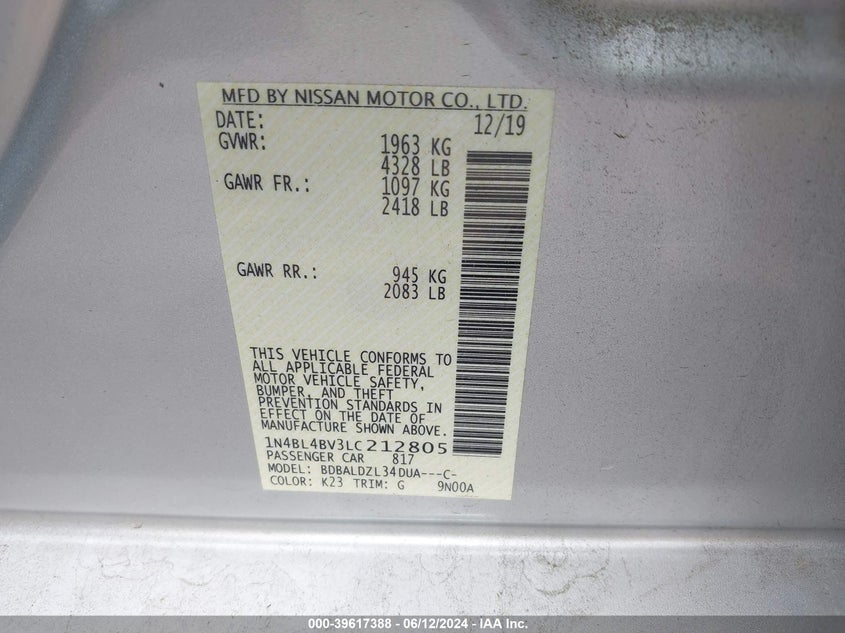 MFD BY NISSAN MOTOR CO., LTD.
DATE: 12/19
GVWR: 1963 KG
4328 LB
GAWR FR.: 1097 KG
2418 LB
GAWR RR.: 945 KG
2083 LB
THIS VEHICLE CONFORMS TO
ALL APPLICABLE FEDERAL
MOTOR VEHICLE SAFETY,
BUMPER, AND THEFT
PREVENTION STANDARDS IN
EFFECT ON THE DATE OF
MANUFACTURE SHOWN ABOVE.
1N4BL4BV3LC212805
PASSENGER CAR 817
MODEL: BDBALDZL34DUA---C-
COLOR: K23 TRIM: G 9N00A
000-39617388 - 06/12/2024 - IAA Inc.